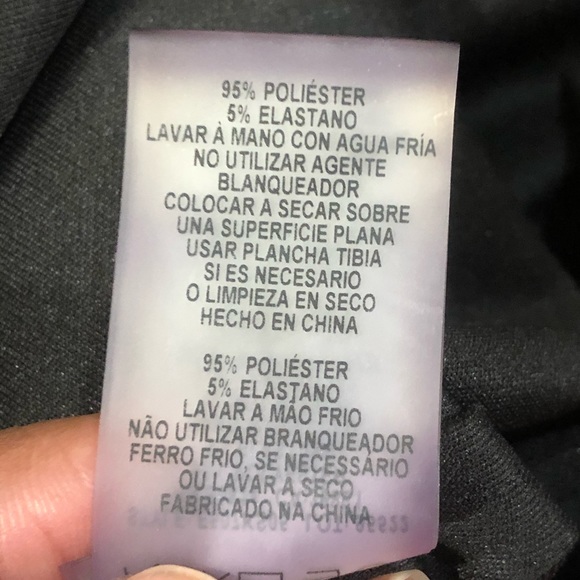 95% POLIÉSTER
5% ELASTANO
LAVAR À MANO CON AGUA FRÍA
NO UTILIZAR AGENTE
BLANQUEADOR
COLOCAR A SECAR SOBRE
UNA SUPERFICIE PLANA
USAR PLANCHA TIBIA
SI ES NECESARIO
O LIMPIEZA EN SECO
HECHO EN CHINA
95% POLIÉSTER
5% ELASTANO
LAVAR A MÃO FRIO
NÃO UTILIZAR BRANQUEADOR
FERRO FRIO, SE NECESSÁRIO
OU LAVAR A SECO
FABRICADO NA CHINA